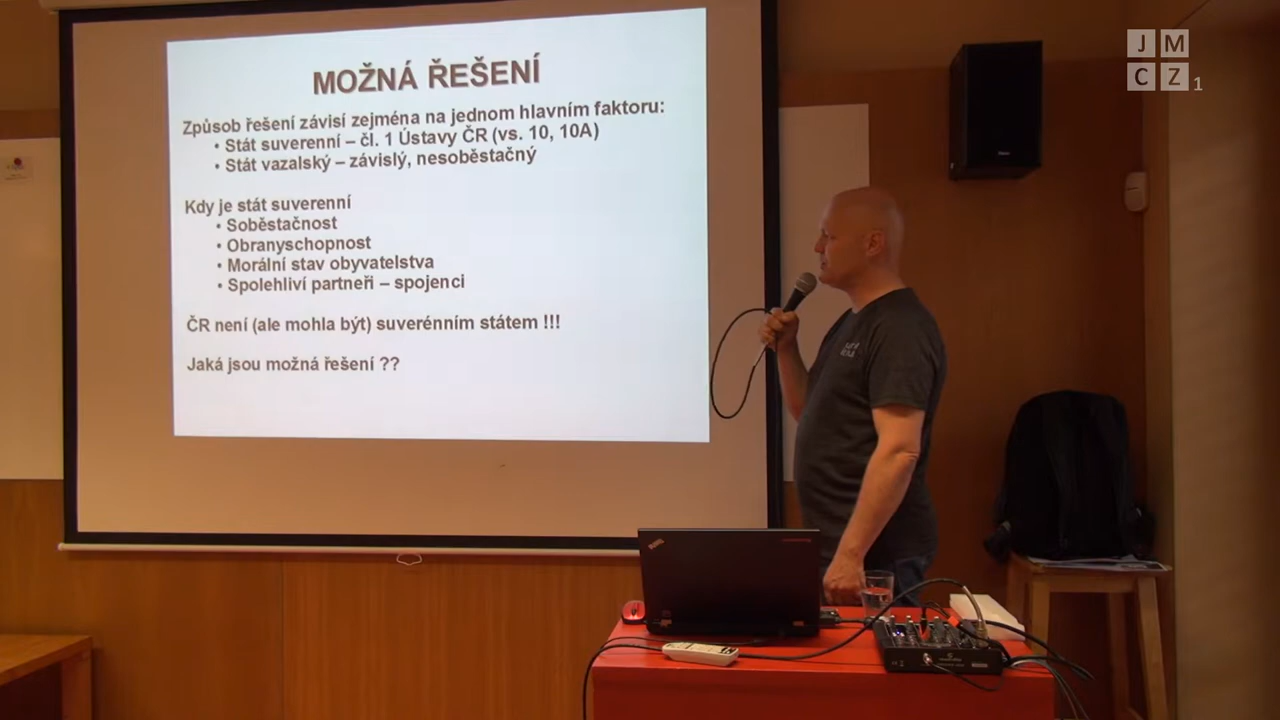 MOŽNÁ ŘEŠENÍ
Způsob řešení závisí zejména na jednom hlavním faktoru:
• Stát suverenní – čl. 1 Ústavy ČR (vs. 10, 10A)
• Stát vazalský – závislý, nesoběstačný
Kdy je stát suverenní
• Soběstačnost
• Obranyschopnost
• Morální stav obyvatelstva
• Spolehliví partneři – spojenci
ČR není (ale mohla být) suverénním státem !!!
Jaká jsou možná řešení ??
J M
C Z 1